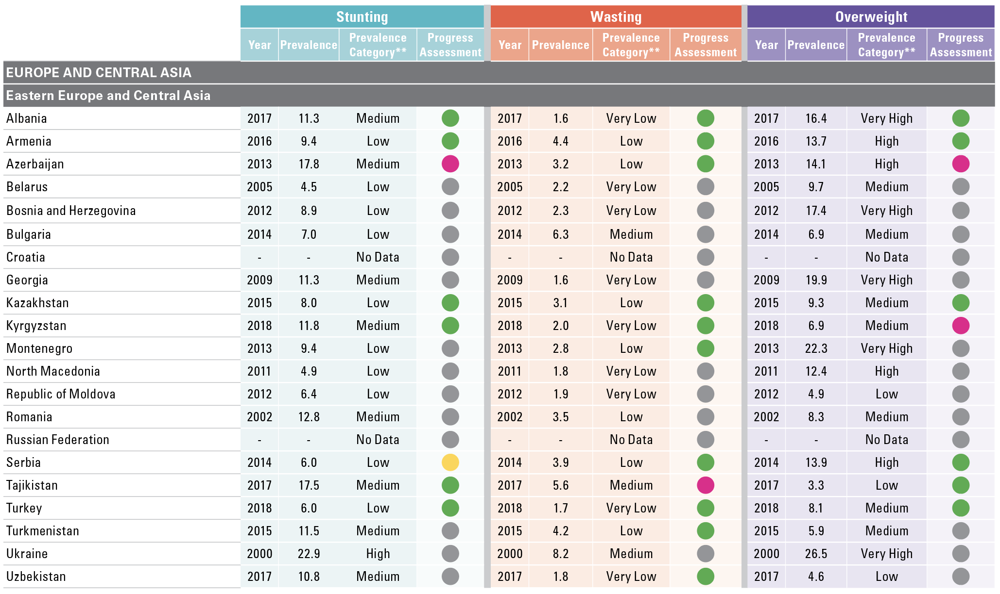 Stunting Wasting Overweight
Year Prevalence Prevalence Category** Progress Assessment Year Prevalence Prevalence Category** Progress Assessment Year Prevalence Prevalence Category** Progress Assessment
EUROPE AND CENTRAL ASIA
Eastern Europe and Central Asia
Albania 2017 11.3 Medium 2017 1.6 Very Low 2017 16.4 Very High
Armenia 2016 9.4 Low 2016 4.4 Low 2016 13.7 High
Azerbaijan 2013 17.8 Medium 2013 3.2 Low 2013 14.1 High
Belarus 2005 4.5 Low 2005 2.2 Very Low 2005 9.7 Medium
Bosnia and Herzegovina 2012 8.9 Low 2012 2.3 Very Low 2012 17.4 Very High
Bulgaria 2014 7.0 Low 2014 6.3 Medium 2014 6.9 Medium
Croatia - - No Data - - No Data - - No Data
Georgia 2009 11.3 Medium 2009 1.6 Very Low 2009 19.9 Very High
Kazakhstan 2015 8.0 Low 2015 3.1 Low 2015 9.3 Medium
Kyrgyzstan 2018 11.8 Medium 2018 2.0 Very Low 2018 6.9 Medium
Montenegro 2013 9.4 Low 2013 2.8 Low 2013 22.3 Very High
North Macedonia 2011 4.9 Low 2011 1.8 Very Low 2011 12.4 High
Republic of Moldova 2012 6.4 Low 2012 1.9 Very Low 2012 4.9 Low
Romania 2002 12.8 Medium 2002 3.5 Low 2002 8.3 Medium
Russian Federation - - No Data - - No Data - - No Data
Serbia 2014 6.0 Low 2014 3.9 Low 2014 13.9 High
Tajikistan 2017 17.5 Medium 2017 5.6 Medium 2017 3.3 Low
Turkey 2018 6.0 Low 2018 1.7 Very Low 2018 8.1 Medium
Turkmenistan 2015 11.5 Medium 2015 4.2 Low 2015 5.9 Medium
Ukraine 2000 22.9 High 2000 8.2 Medium 2000 26.5 Very High
Uzbekistan 2017 10.8 Medium 2017 1.8 Very Low 2017 4.6 Low